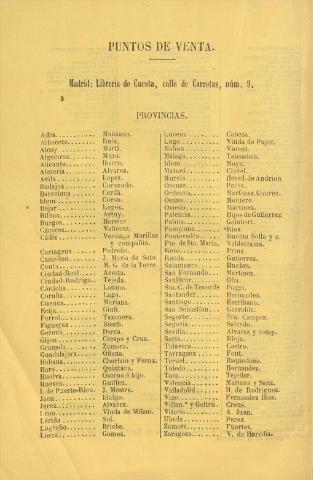 PUNTOS DE VENTA.
Madrid: Librería de Cuesta, calle de Carretas, núm. 9.
PROVINCIAS.
Adra........... Manzano.
Albacete........ Ruiz.
Alcoy.......... Martí.
Algeciras....... Muro.
Alicante........ Ibarra.
Almería......... Alvarez.
Avila.......... Lopez.
Badajoz......... Coronado.
Barcelona....... Cerdá.
Idem........... Corso.
Bejar.......... Lopez.
Bilbao......... Astuy.
Burgos......... Hervias.
Cáceres........ Valiente.
Cádiz.......... Verdugo Morillas
y compañía.
Cartagena....... Pedreño.
Castellon....... J. María de Soto.
Ceuta.......... M. G. de la Torre.
Ciudad-Real..... Acosta.
Ciudad-Rodrigo... Tejeda.
Córdoba........ Lozano.
Coruña......... Lago.
Cuenca......... Mariana.
Ecija.......... Giuli.
Ferrol......... Taxonera.
Figueras....... Bosch.
Gerona......... Dorca.
Gijon.......... Crespo y Cruz.
Granada........ Zamora.
Guadalajara..... Oñana.
Habana......... Charlain y Fernz.
Haro........... Quintana.
Huelva......... Osorno é hijo.
Huesca......... Guillen.
I. de Puerto-Rico.. J. Mestre.
Jaen........... Idalgo.
Jerez.......... Alvarez.
Leon........... Viuda de Miñon.
Lérida......... Sol.
Logroño........ Brieba.
Lorca.......... Gomez.
Lucena......... Cabeza.
Lugo........... Viuda de Pujol.
Mahon.......... Vinent.
Málaga......... Taboadela.
Idem........... Moya.
Mataró......... Clavel.
Murcia......... Hered. de Andrion
Orense......... Perez.
Orihuela....... Martinez Alvarez.
Osuna.......... Montero.
Oviedo......... Martinez.
Palencia....... Hijos de Gutierrez
Palma.......... Gelabert.
Pamplona....... Rios.
Pontevedra..... Buceta Solla y c.
Pto. de Sta. María. Valderrama.
Reus........... Prius.
Ronda.......... Gutierrez.
Salamanca...... Huebra.
San Fernando.... Martinez.
Sanlúcar....... Oña.
Sta. C. de Tenerife Poggi.
Santander...... Hernandez.
Santiago....... Escribano.
San Sebastian... Garralda.
Segorbe........ Sra. Campon.
Segovia........ Salcedo.
Sevilla........ Alvarez y comp.
Soria.......... Rioja.
Talavera....... Castro.
Tarragona...... Font.
Teruel......... Baquedano.
Toledo......... Hernandez.
Toro........... Tejedor.
Valencia....... Mariana y Sanz.
Valladolid..... H. de Rodriguez.
Vigo........... Fernandez Dios.
Villan.ª y Geltrú. Creus.
Vitoria........ A. Juan.
Ubeda.......... Perez.
Zamora......... Fuertes.
Zaragoza....... V. de Heredia.